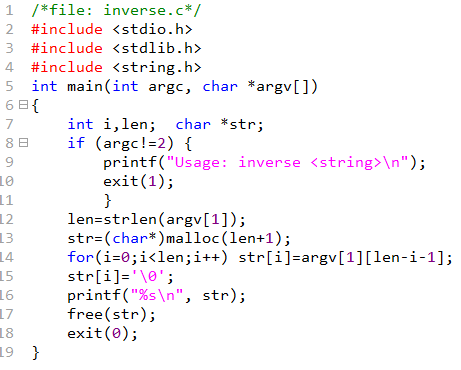 1 /*file: inverse.c*/
2 #include <stdio.h>
3 #include <stdlib.h>
4 #include <string.h>
5 int main(int argc, char *argv[])
6 {
7     int i,len;  char *str;
8     if (argc!=2) {
9         printf("Usage: inverse <string>\n");
10         exit(1);
11         }
12     len=strlen(argv[1]);
13     str=(char*)malloc(len+1);
14     for(i=0;i<len;i++) str[i]=argv[1][len-i-1];
15     str[i]='\0';
16     printf("%s\n", str);
17     free(str);
18     exit(0);
19 }